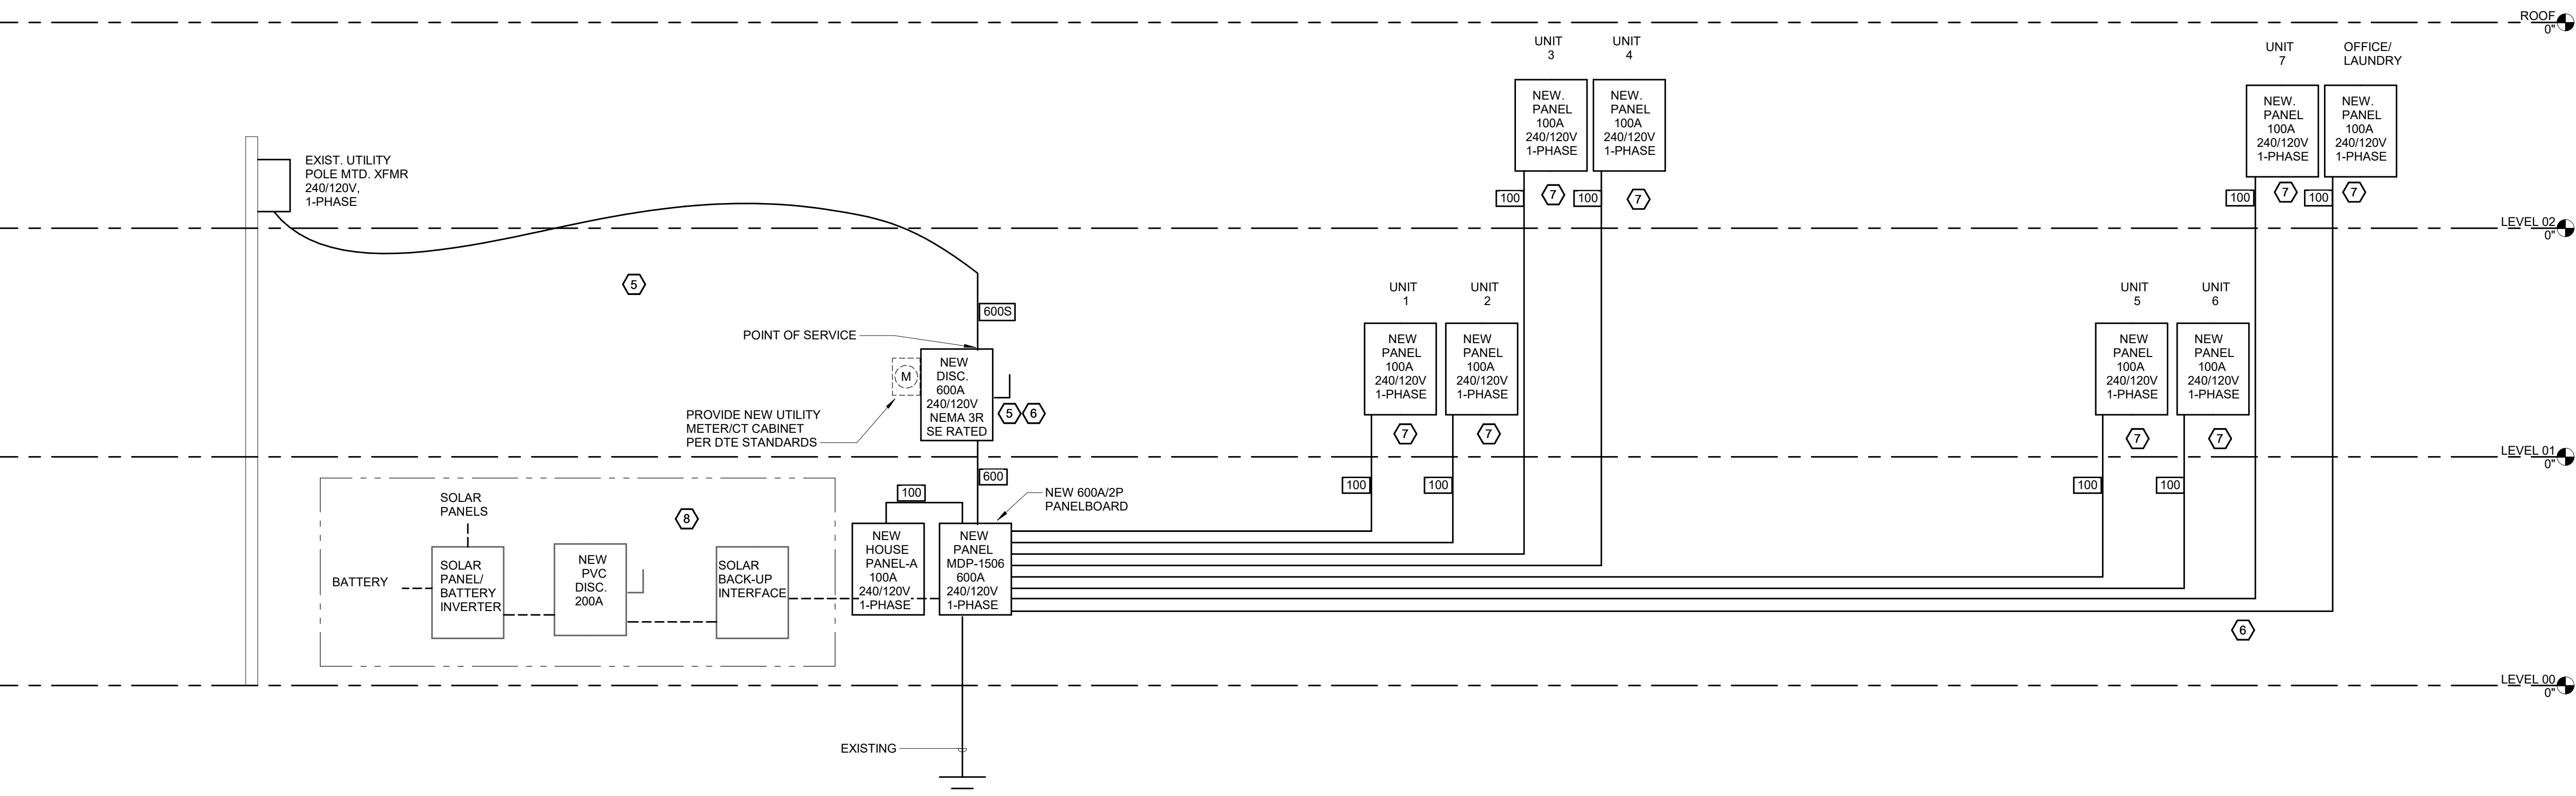 ROOF
0"
UNIT
3
UNIT
4
UNIT
7
OFFICE/
LAUNDRY
NEW.
PANEL
100A
240/120V
1-PHASE
NEW.
PANEL
100A
240/120V
1-PHASE
NEW.
PANEL
100A
240/120V
1-PHASE
NEW.
PANEL
100A
240/120V
1-PHASE
EXIST. UTILITY
POLE MTD. XFMR
240/120V,
1-PHASE
100
7
100
7
100
7
100
7
LEVEL 02
0"
5
600S
POINT OF SERVICE
UNIT
1
UNIT
2
UNIT
5
UNIT
6
M
NEW
DISC.
600A
240/120V
NEMA 3R
SE RATED
5
6
PROVIDE NEW UTILITY
METER/CT CABINET
PER DTE STANDARDS
NEW
PANEL
100A
240/120V
1-PHASE
NEW
PANEL
100A
240/120V
1-PHASE
NEW
PANEL
100A
240/120V
1-PHASE
NEW
PANEL
100A
240/120V
1-PHASE
7
7
7
7
LEVEL 01
0"
600
100
100
100
100
100
NEW 600A/2P
PANELBOARD
SOLAR
PANELS
8
BATTERY
SOLAR
PANEL/
BATTERY
INVERTER
NEW
PVC
DISC.
200A
SOLAR
BACK-UP
INTERFACE
NEW
HOUSE
PANEL-A
100A
240/120V
1-PHASE
NEW
PANEL
MDP-1506
600A
240/120V
1-PHASE
6
LEVEL 00
0"
EXISTING